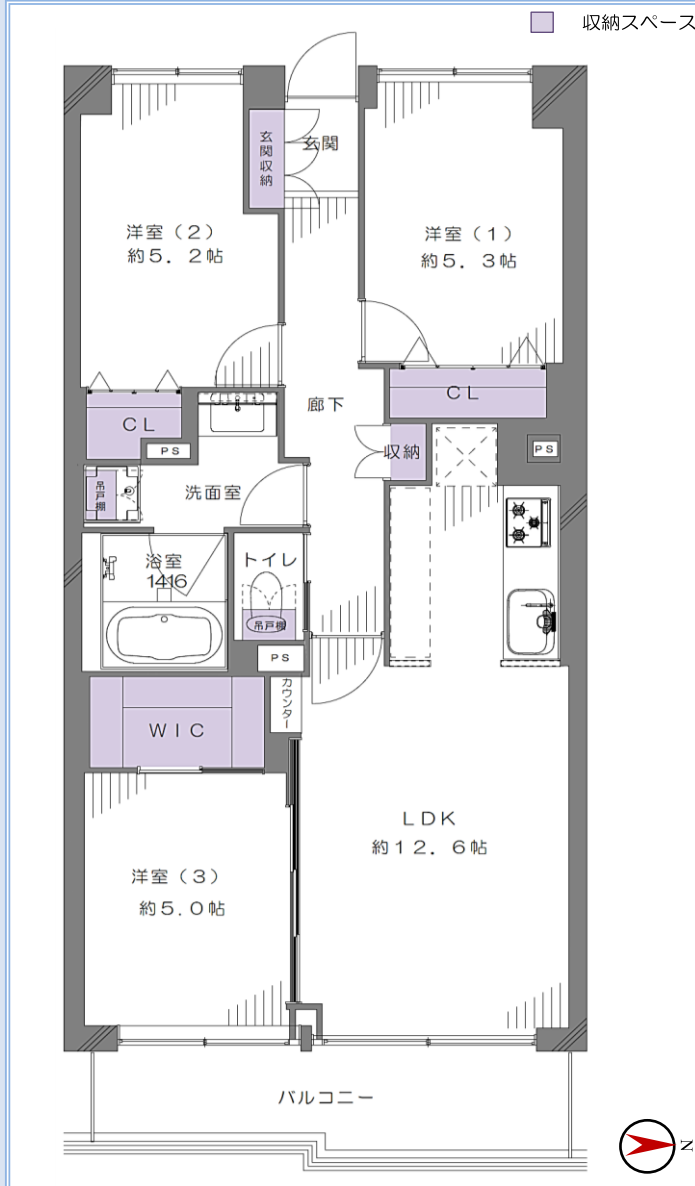 収納スペース
玄関収納
玄関
洋室（2）
約5．2帖
洋室（1）
約5．3帖
廊下
CL
CL
収納
PS
PS
吊戸棚
洗面室
浴室
1416
トイレ
吊戸棚
PS
カウンター
WIC
LDK
約12．6帖
洋室（3）
約5.0帖
バルコニー
N